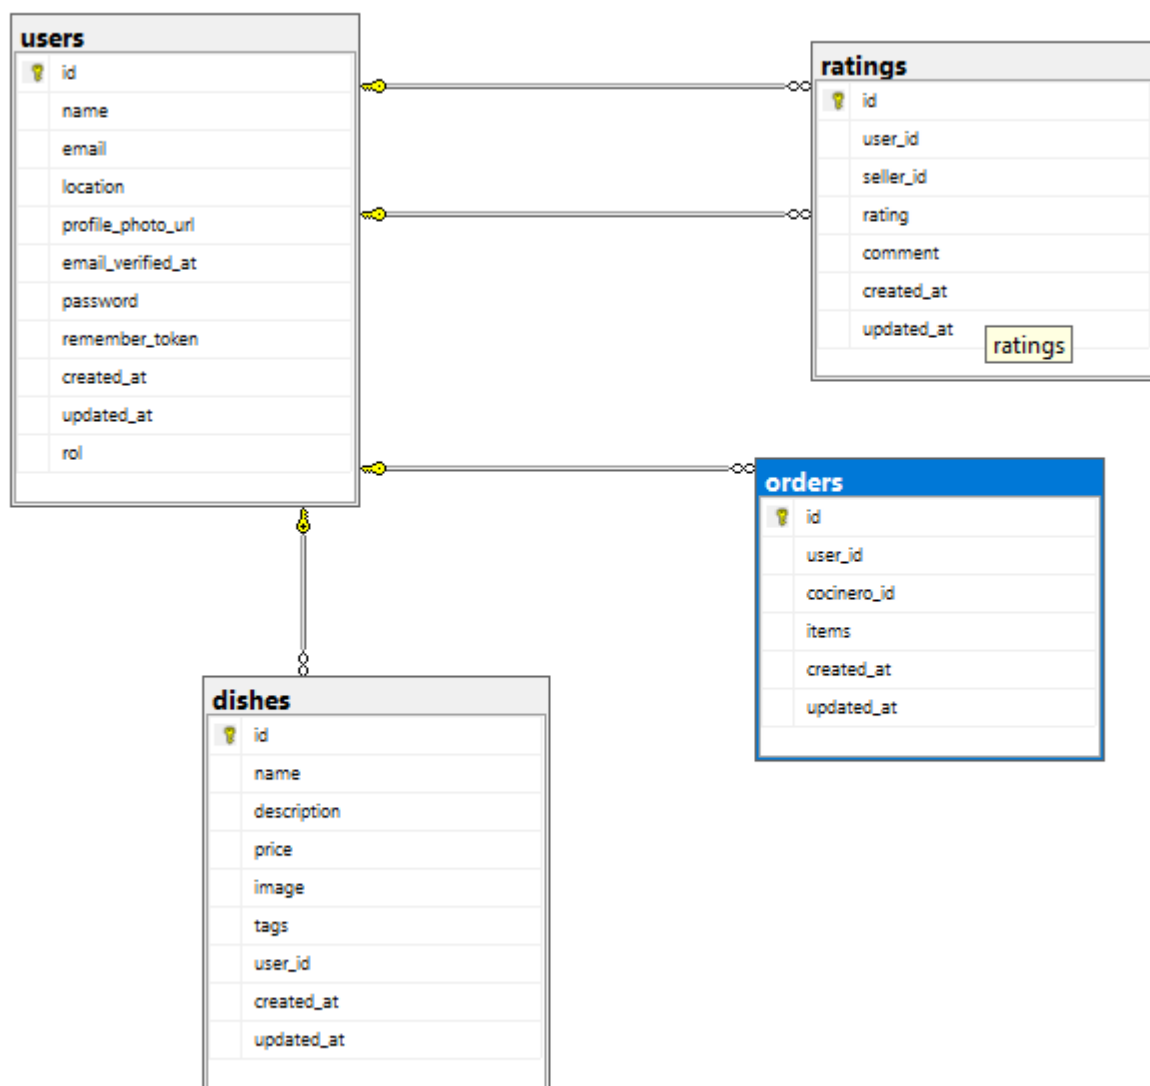 users
id
name
email
location
profile_photo_url
email_verified_at
password
remember_token
created_at
updated_at
rol
ratings
id
user_id
seller_id
rating
comment
created_at
updated_at
ratings
orders
id
user_id
cocinero_id
items
created_at
updated_at
dishes
id
name
description
price
image
tags
user_id
created_at
updated_at